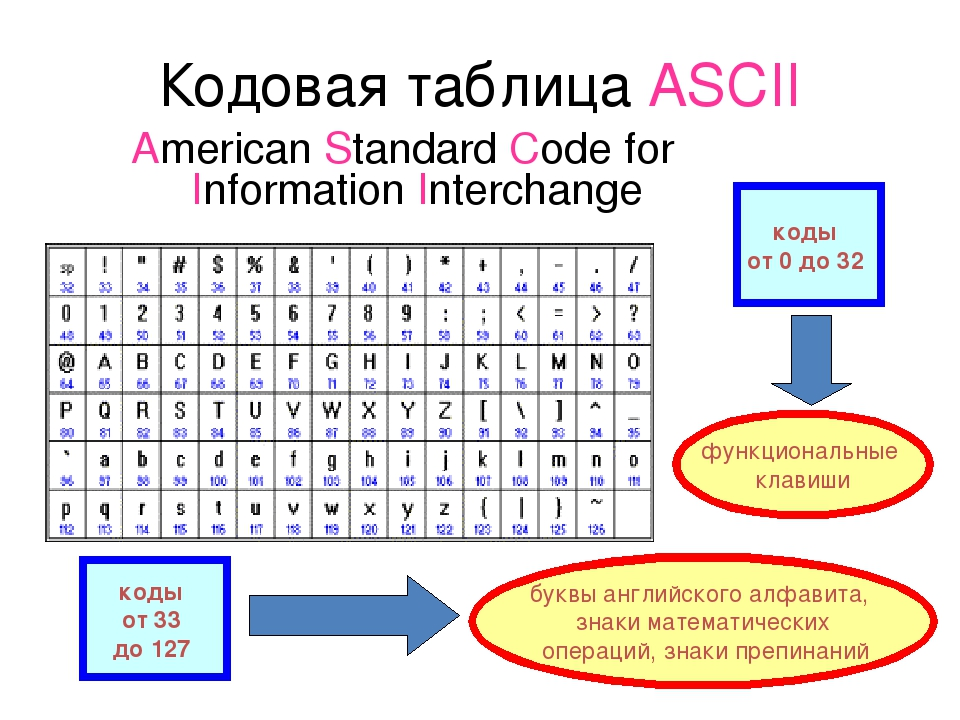 Кодовая таблица ASCII
American Standard Code for
Information Interchange
коды
от 0 до 32
sp ! " # $ % & ' ( ) * + , - . /
32 33 34 35 36 37 38 39 40 41 42 43 44 45 46 47
0 1 2 3 4 5 6 7 8 9 : ; < = > ?
48 49 50 51 52 53 54 55 56 57 58 59 60 61 62 63
@ A B C D E F G H I J K L M N O
64 65 66 67 68 69 70 71 72 73 74 75 76 77 78 79
P Q R S T U V W X Y Z [ \ ] ^ _
80 81 82 83 84 85 86 87 88 89 90 91 92 93 94 95
` a b c d e f g h i j k l m n o
96 97 98 99 100 101 102 103 104 105 106 107 108 109 110 111
p q r s t u v w x y z { | } ~
112 113 114 115 116 117 118 119 120 121 122 123 124 125 126
функциональные
клавиши
коды
от 33
до 127
буквы английского алфавита,
знаки математических
операций, знаки препинаний